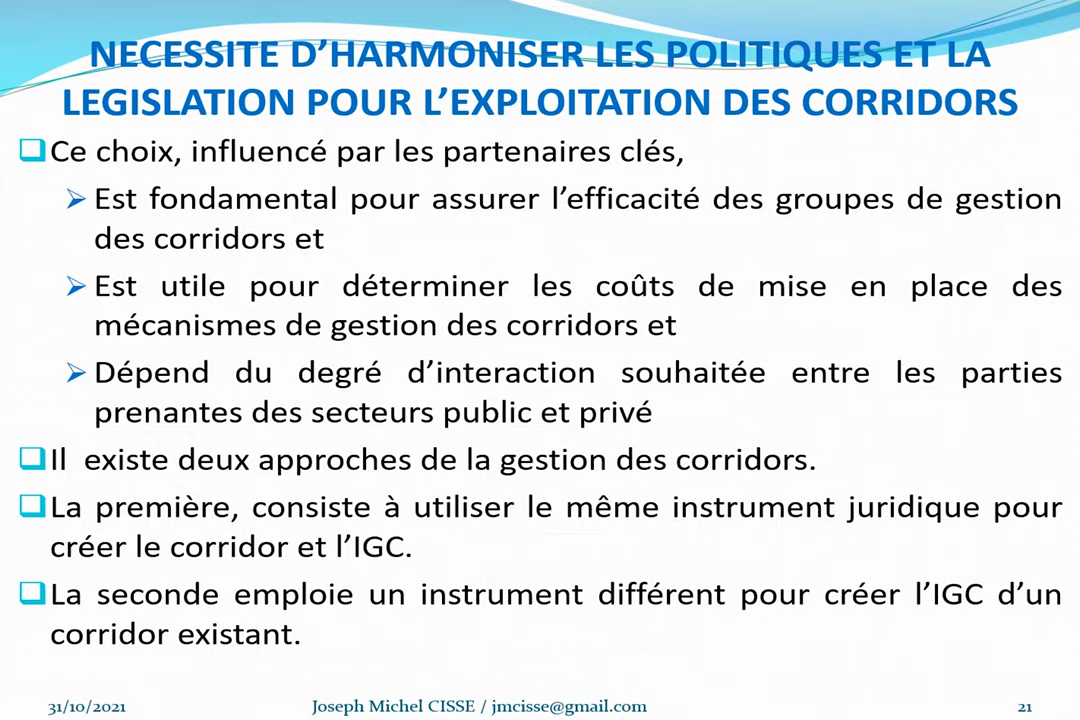 NECESSITE D’HARMONISER LES POLITIQUES ET LA
LEGISLATION POUR L’EXPLOITATION DES CORRIDORS
Ce choix, influencé par les partenaires clés,
Est fondamental pour assurer l’efficacité des groupes de gestion
des corridors et
Est utile pour déterminer les coûts de mise en place des
mécanismes de gestion des corridors et
Dépend du degré d’interaction souhaitée entre les parties
prenantes des secteurs public et privé
Il existe deux approches de la gestion des corridors.
La première, consiste à utiliser le même instrument juridique pour
créer le corridor et l’IGC.
La seconde emploie un instrument différent pour créer l’IGC d’un
corridor existant.
31/10/2021 Joseph Michel CISSE / jmcisse@gmail.com 21